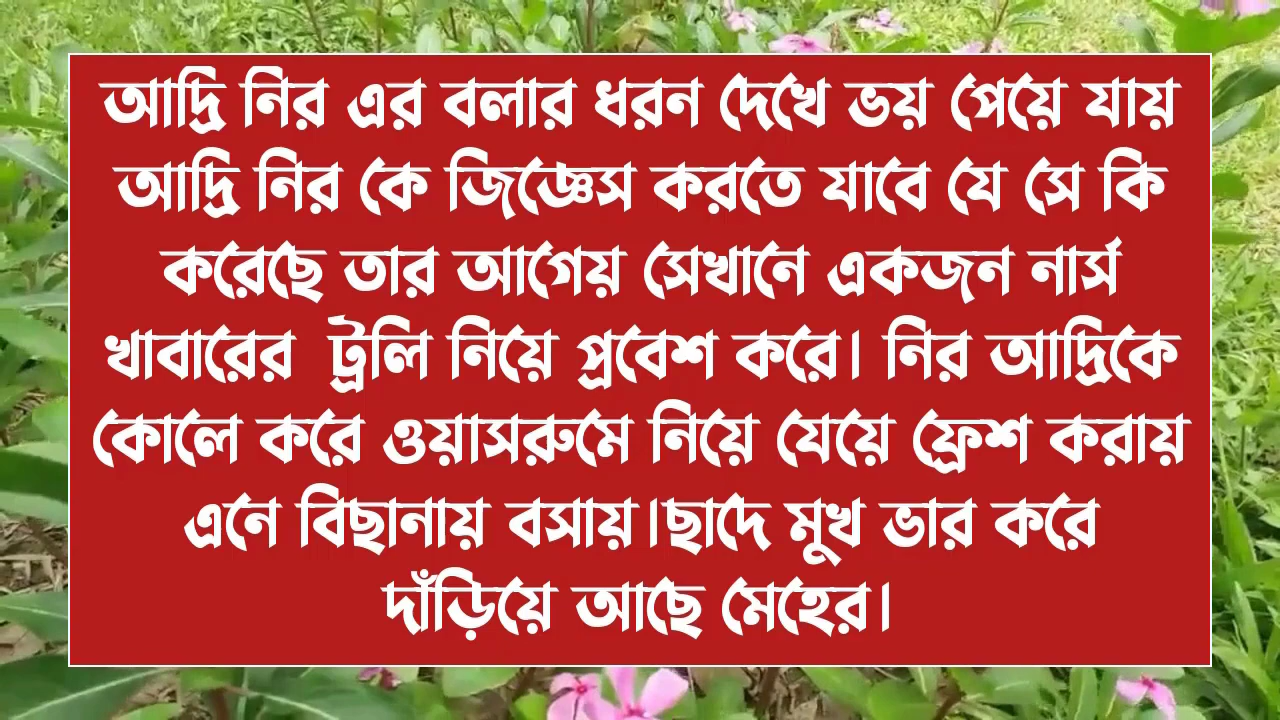 আদ্রি নির এর বলার ধরন দেখে ভয় পেয়ে যায়
আদ্রি নির কে জিজ্ঞেস করতে যাবে যে সে কি
করেছে তার আগেয় সেখানে একজন নার্স
খাবারের  ট্রলি নিয়ে প্রবেশ করে। নির আদ্রিকে
কোলে করে ওয়াসরুমে নিয়ে যেয়ে ফ্রেশ করায়
এনে বিছানায় বসায়।ছাদে মুখ ভার করে
দাঁড়িয়ে আছে মেহের।